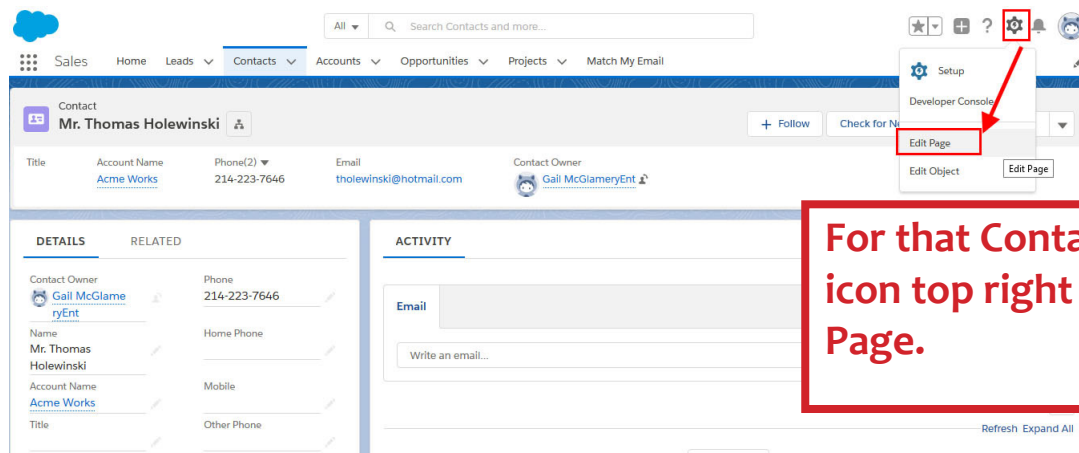 All
Search Contacts and more...
Sales Home Leads Contacts Accounts Opportunities Projects Match My Email
Setup
Developer Console
Edit Page
Edit Object
Edit Page
Contact
Mr. Thomas Holewinski
+ Follow Check for
Title Account Name Phone(2) Email Contact Owner
Acme Works 214-223-7646 tholewinski@hotmail.com Gail McGlameryEnt
DETAILS RELATED
Contact Owner Phone
Gail McGlame 214-223-7646
ryEnt
Name Home Phone
Mr. Thomas
Holewinski
Account Name Mobile
Acme Works
Title Other Phone
ACTIVITY
Email
Write an email...
Refresh Expand All
For that
icon top right
Page.